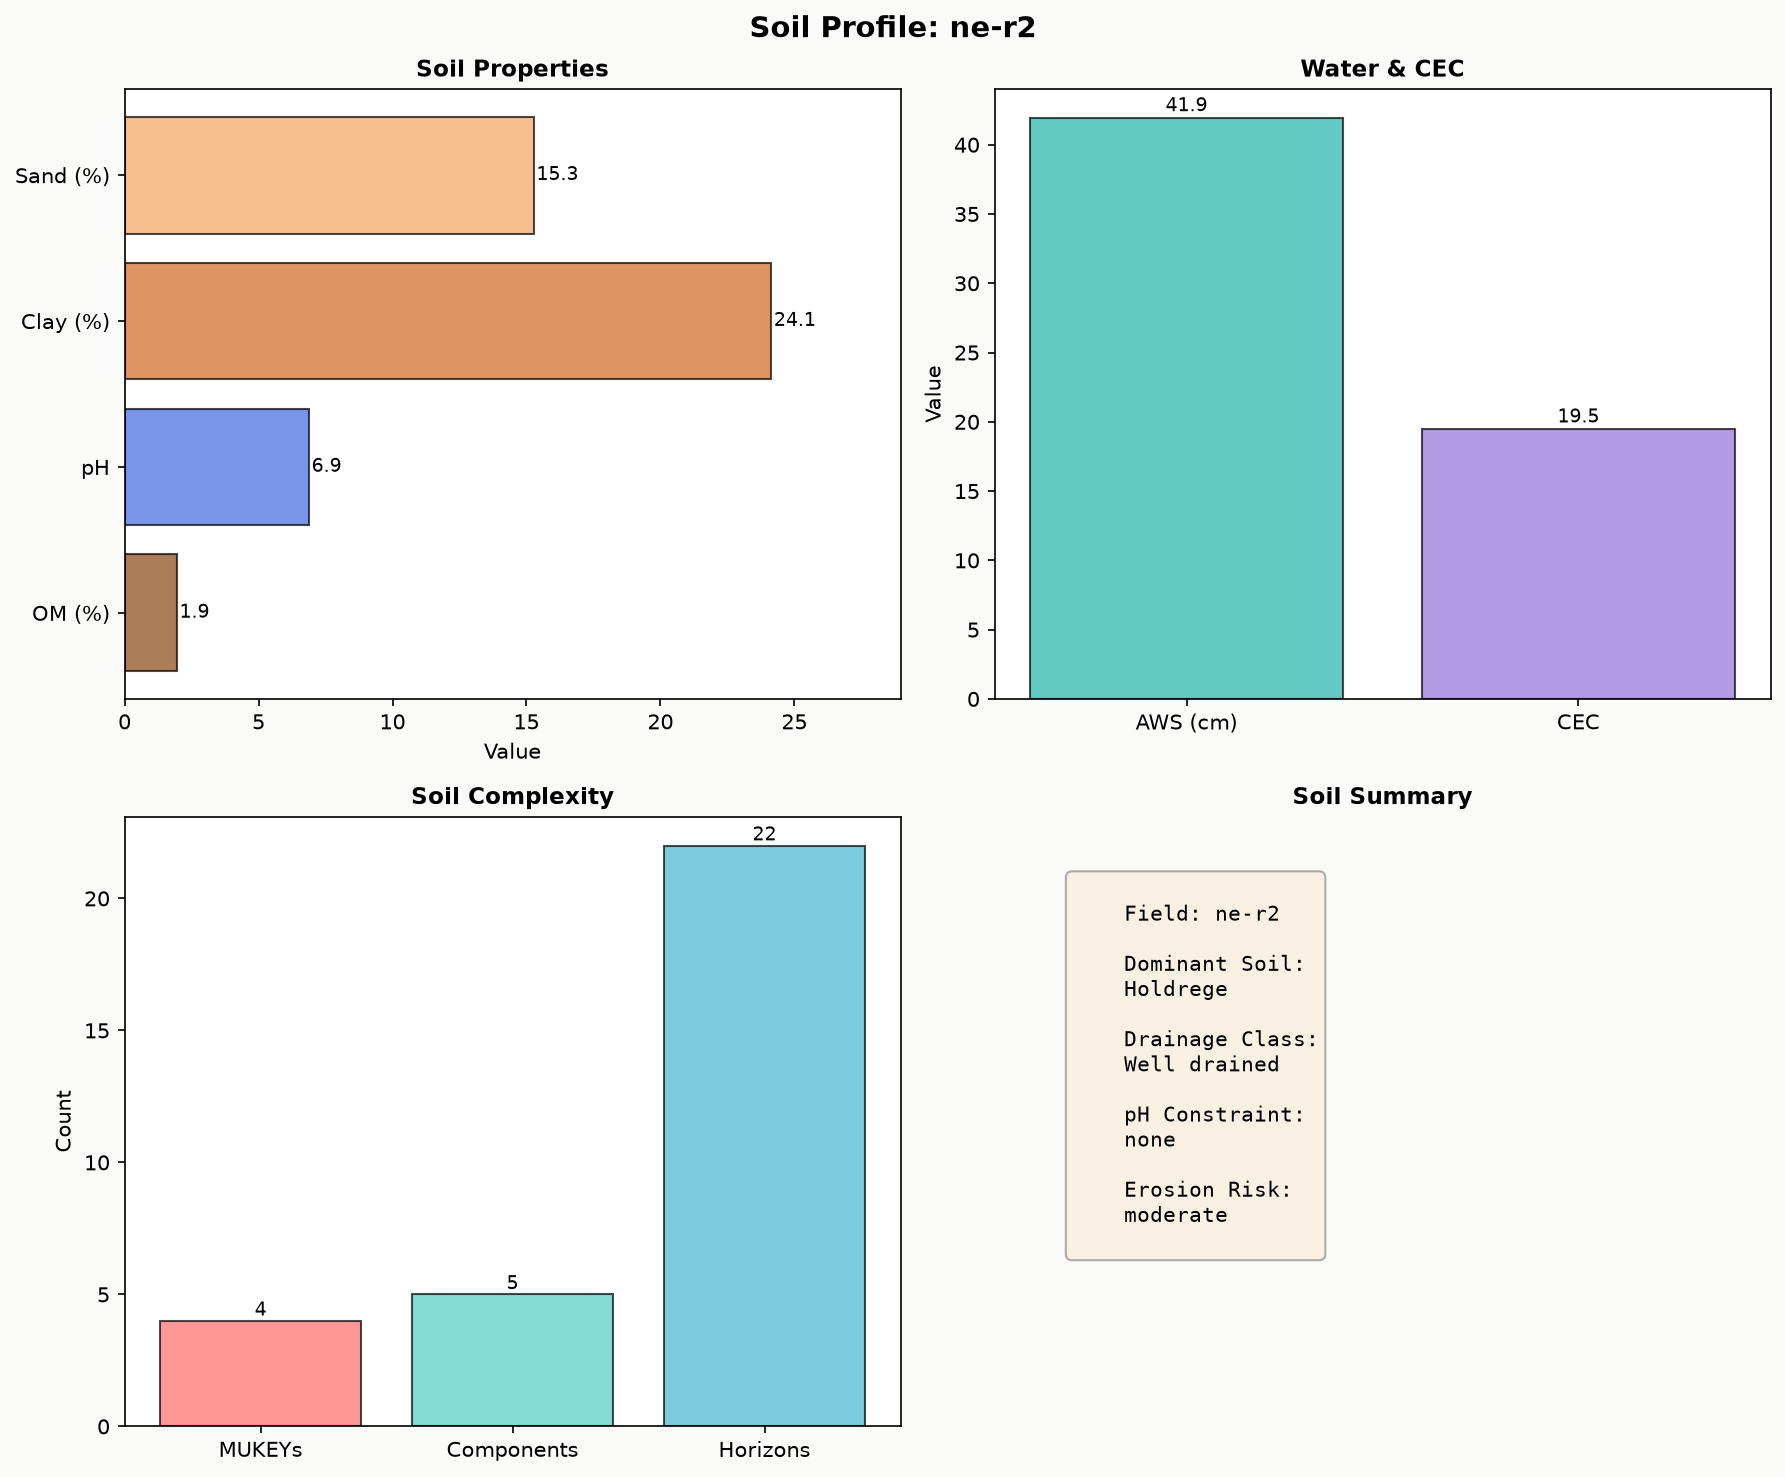 Soil Profile: ne-r2
Soil Properties
Sand (%)
15.3
Clay (%)
24.1
pH
6.9
OM (%)
1.9
0 5 10 15 20 25
Value
Water & CEC
41.9
19.5
40
35
30
25
20
15
10
5
0
Value
AWS (cm) CEC
Soil Complexity
22
5
4
20
15
10
5
0
Count
MUKEYs Components Horizons
Soil Summary
Field: ne-r2
Dominant Soil:
Holdrege
Drainage Class:
Well drained
pH Constraint:
none
Erosion Risk:
moderate